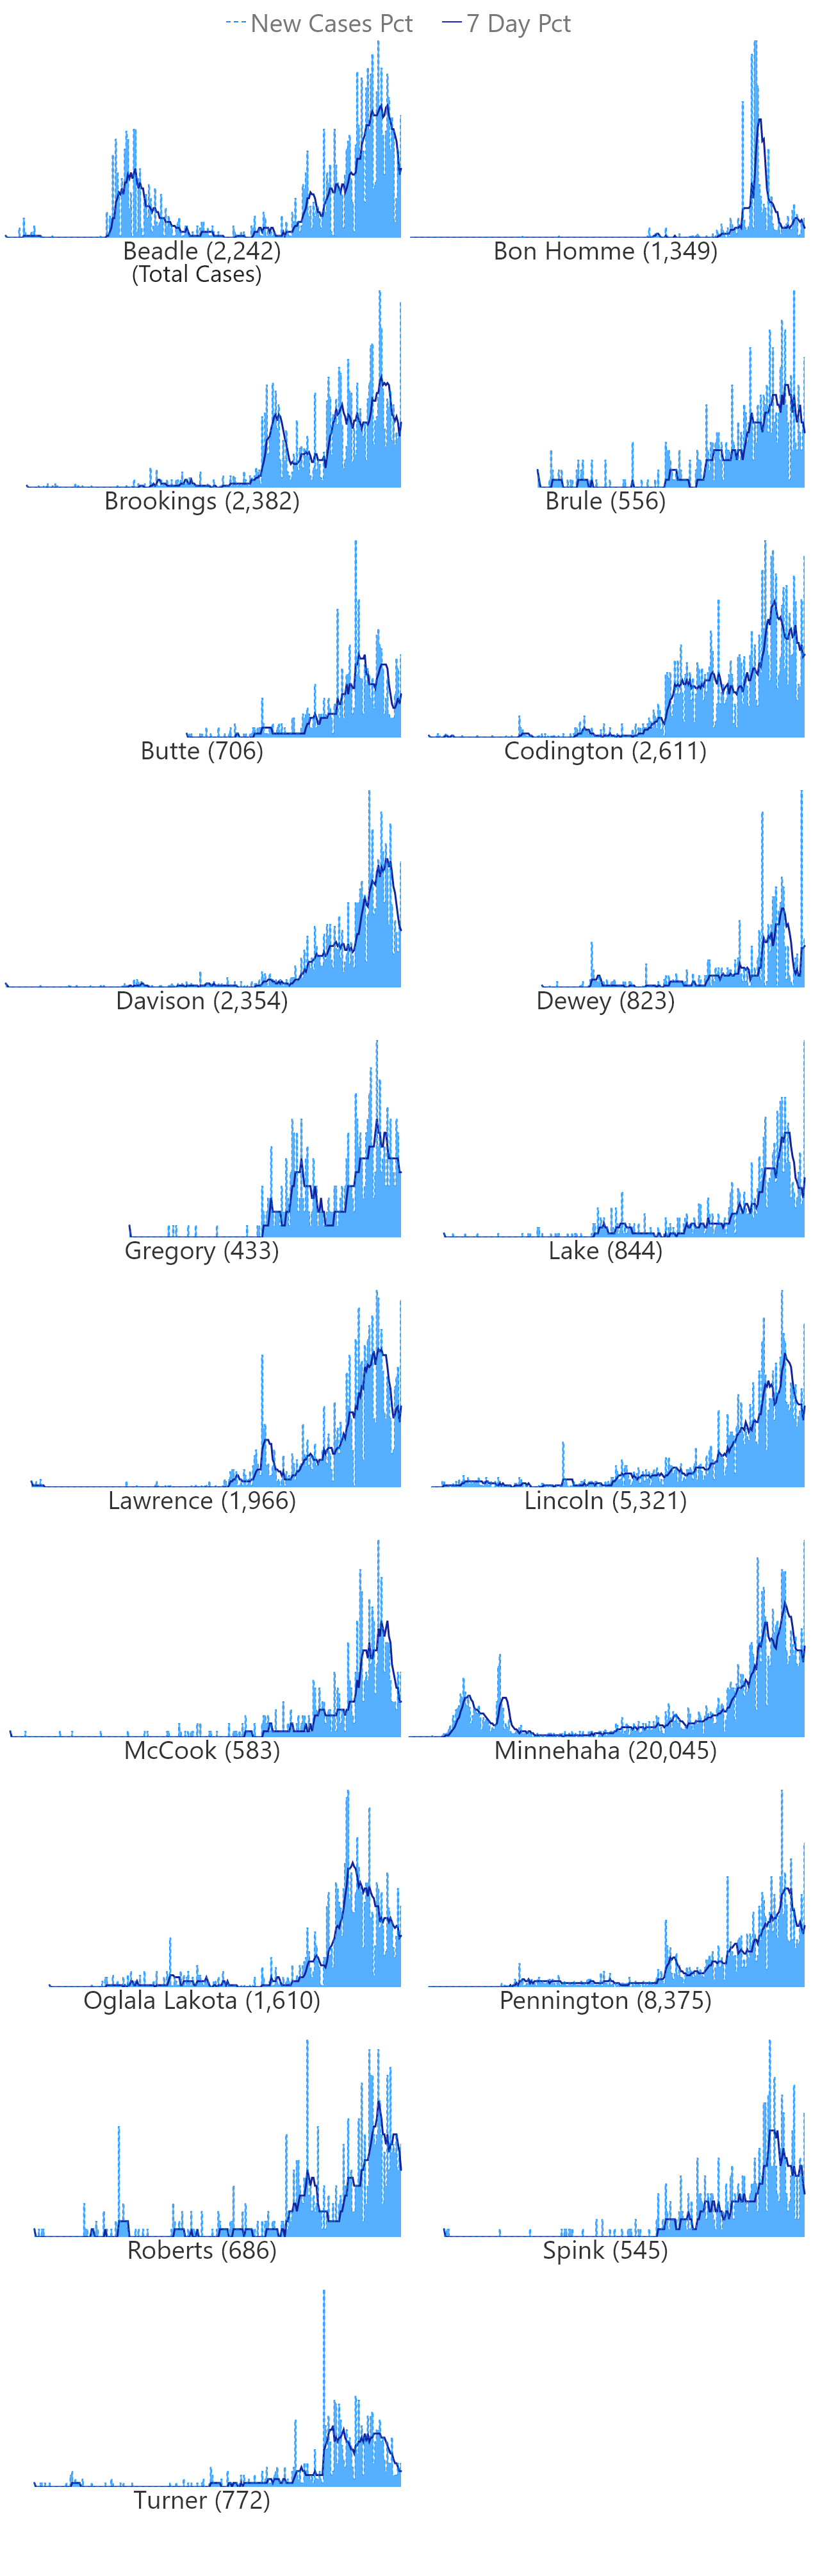 New Cases Pct 7 Day Pct
Beadle (2,242) Bon Homme (1,349)
(Total Cases)
Brookings (2,382) Brule (556)
Butte (706) Codington (2,611)
Davison (2,354) Dewey (823)
Gregory (433) Lake (844)
Lawrence (1,966) Lincoln (5,321)
McCook (583) Minnehaha (20,045)
Oglala Lakota (1,610) Pennington (8,375)
Roberts (686) Spink (545)
Turner (772)